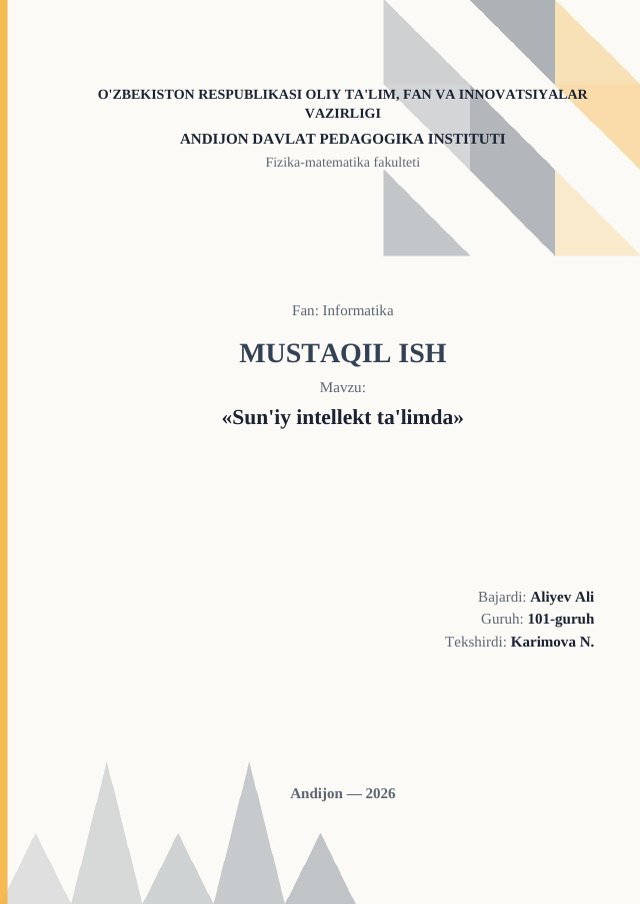 O'ZBEKISTON RESPUBLIKASI OLIY TA'LIM, FAN VA INNOVATSIYALAR
VAZIRLIGI
ANDIJON DAVLAT PEDAGOGIKA INSTITUTI
Fizika-matematika fakulteti
Fan: Informatika
MUSTAQIL ISH
Mavzu:
«Sun'iy intellekt ta'limda»
Bajardi: Aliyev Ali
Guruh: 101-guruh
Tekshirdi: Karimova N.
Andijon — 2026